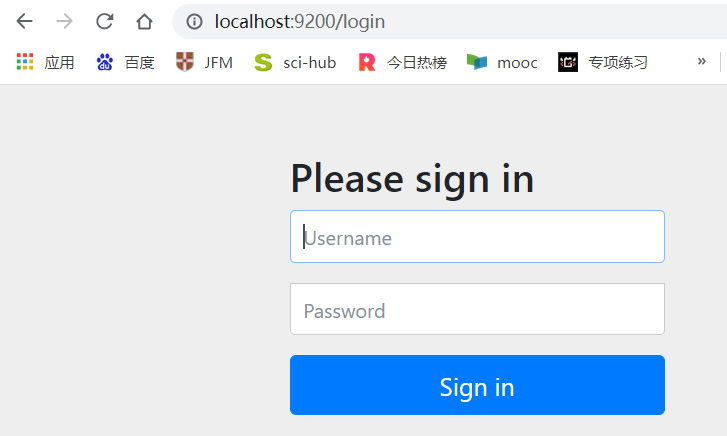 localhost:9200/login
应用 百度 JFM sci-hub 今日热榜 mooc 专项练习 »
Please sign in
Username
Password
Sign in